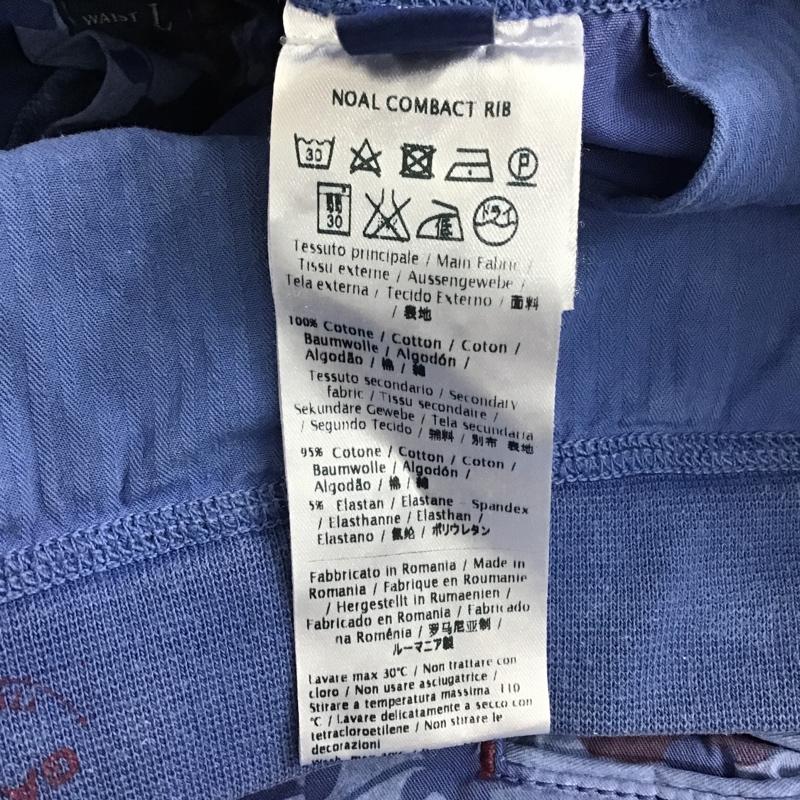 WAIST L
NOAL COMBACT RIB
30 P
30 低 ドライ
Tessuto principale / Main Fabric /
Tissu externe / Aussengewebe /
Tela externa / Tecido Externo / 面料
/ 表地
100% Cotone / Cotton / Coton /
Baumwolle / Algodón /
Algodão / 棉 / 綿
Tessuto secondario / Secondary
fabric / Tissu secondaire /
Sekundäre Gewebe / Tela secundaria
/ Segundo Tecido / 辅料 / 別布 表地
95% Cotone / Cotton / Coton /
Baumwolle / Algodón /
Algodão / 棉 / 綿
5% Elastan / Elastane - Spandex
/ Elasthanne / Elasthan /
Elastano / 氨纶 / ポリウレタン
Fabbricato in Romania / Made in
Romania / Fabrique en Roumanie
/ Hergestellt in Rumaenien /
Fabricado en Romania / Fabricado
na Romênia / 罗马尼亚制 /
ルーマニア製
Lavare max 30°C / Non trattare con
cloro / Non usare asciugatrice /
Stirare a temperatura massima 110
°C / Lavare delicatamente a secco con
tetracloroetilene / Non stirare le
decorazioni